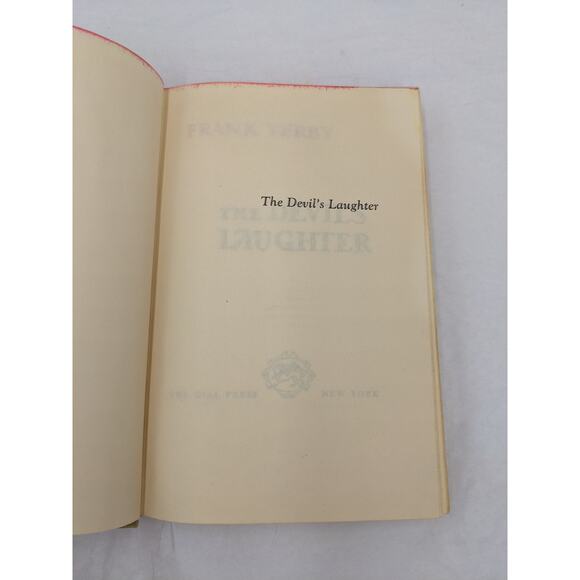 FRANK YERBY
The Devil's Laughter
THE DEVIL'S
LAUGHTER
THE DIAL PRESS NEW YORK